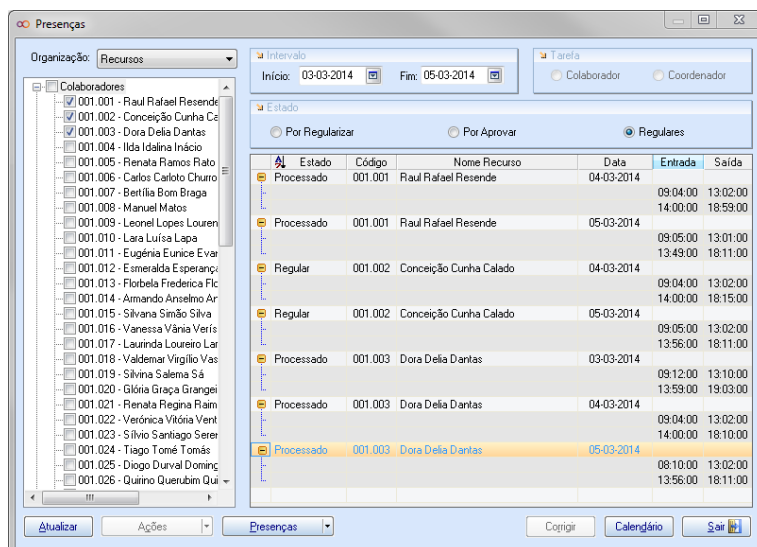 Presenças
Organização: Recursos
Colaboradores
001.001 - Raul Rafael Resende
001.002 - Conceição Cunha Ca
001.003 - Dora Delia Dantas
001.004 - Ilda Idalina Inácio
001.005 - Renata Ramos Rato
001.006 - Carlos Carloto Churro
001.007 - Bertília Bom Braga
001.008 - Manuel Matos
001.009 - Leonel Lopes Louren
001.010 - Lara Luísa Lapa
001.011 - Eugénia Eunice Evar
001.012 - Esmeralda Esperança
001.013 - Florbela Frederica Flo
001.014 - Armando Anselmo Ar
001.015 - Silvana Simão Silva
001.016 - Vanessa Vânia Verís
001.017 - Laurinda Loureiro Lar
001.018 - Valdemar Virgílio Vas
001.019 - Silvina Salema Sá
001.020 - Glória Graça Grangei
001.021 - Renata Regina Raim
001.022 - Verónica Vitória Vent
001.023 - Sílvio Santiago Serer
001.024 - Tiago Tomé Tomás
001.025 - Diogo Durval Doming
001.026 - Quirino Querubim Qui
Intervalo
Início: 03-03-2014 Fim: 05-03-2014
Tarefa
Colaborador Coordenador
Estado
Por Regularizar Por Aprovar Regulares
Estado Código Nome Recurso Data Entrada Saída
Processado 001.001 Raul Rafael Resende 04-03-2014
09:04:00 13:02:00
14:00:00 18:59:00
Processado 001.001 Raul Rafael Resende 05-03-2014
09:05:00 13:01:00
13:49:00 18:11:00
Regular 001.002 Conceição Cunha Calado 04-03-2014
09:04:00 13:02:00
14:00:00 18:15:00
Regular 001.002 Conceição Cunha Calado 05-03-2014
09:05:00 13:02:00
13:56:00 18:11:00
Processado 001.003 Dora Delia Dantas 03-03-2014
09:12:00 13:10:00
13:59:00 19:03:00
Processado 001.003 Dora Delia Dantas 04-03-2014
09:04:00 13:02:00
14:00:00 18:10:00
Processado 001.003 Dora Delia Dantas 05-03-2014
08:10:00 13:02:00
13:56:00 18:11:00
Atualizar Ações Presenças Corrigir Calendário Sair